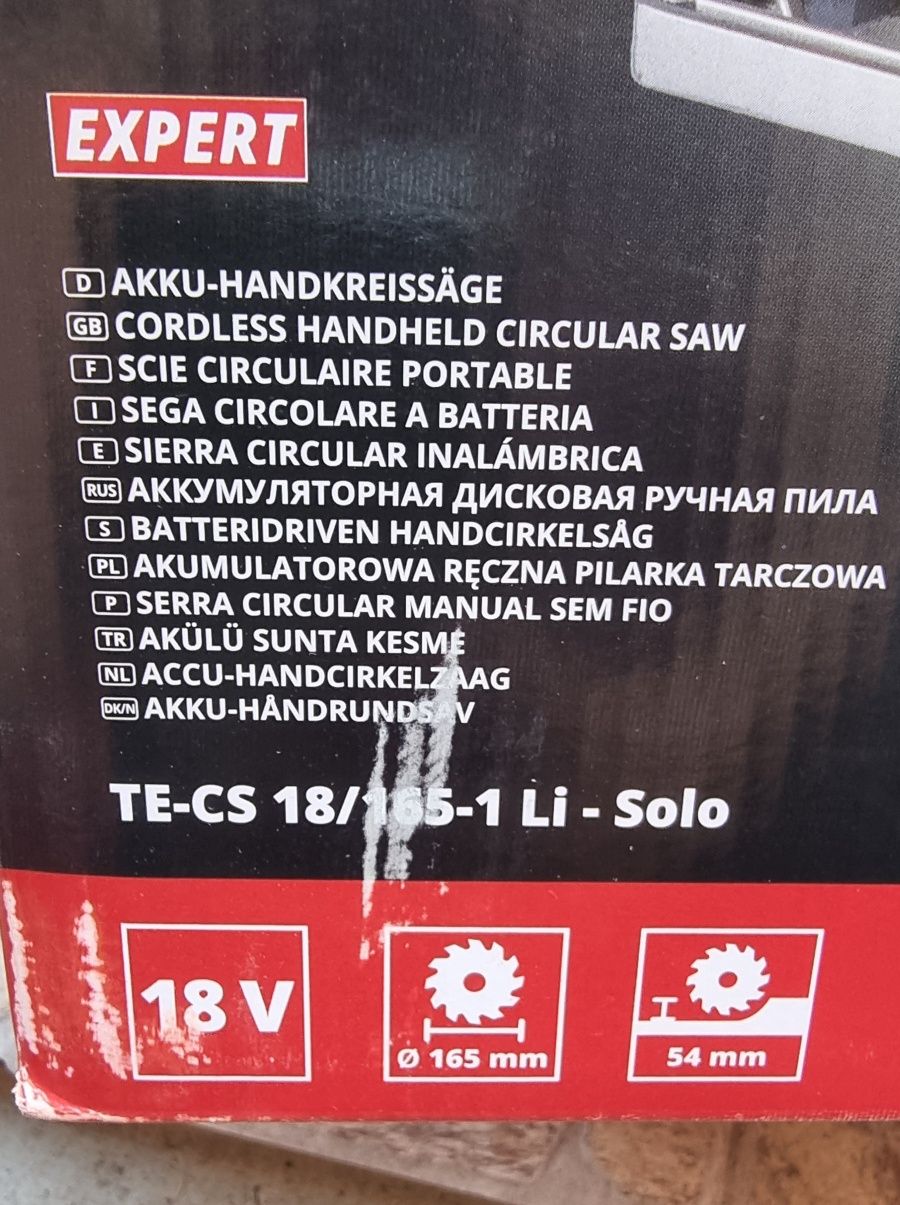 EXPERT
D AKKU-HANDKREISSÄGE
GB CORDLESS HANDHELD CIRCULAR SAW
F SCIE CIRCULAIRE PORTABLE
I SEGA CIRCOLARE A BATTERIA
E SIERRA CIRCULAR INALÁMBRICA
RUS АККУМУЛЯТОРНАЯ ДИСКОВАЯ РУЧНАЯ ПИЛА
S BATTERIDRIVEN HANDCIRKELSÅG
PL AKUMULATOROWA RĘCZNA PILARKA TARCZOWA
P SERRA CIRCULAR MANUAL SEM FIO
TR AKÜLÜ SUNTA KESME
NL ACCU-HANDCIRKELZAAG
DK/N AKKU-HÅNDRUNDSAV
TE-CS 18/165-1 Li - Solo
18 V
Ø 165 mm
54 mm